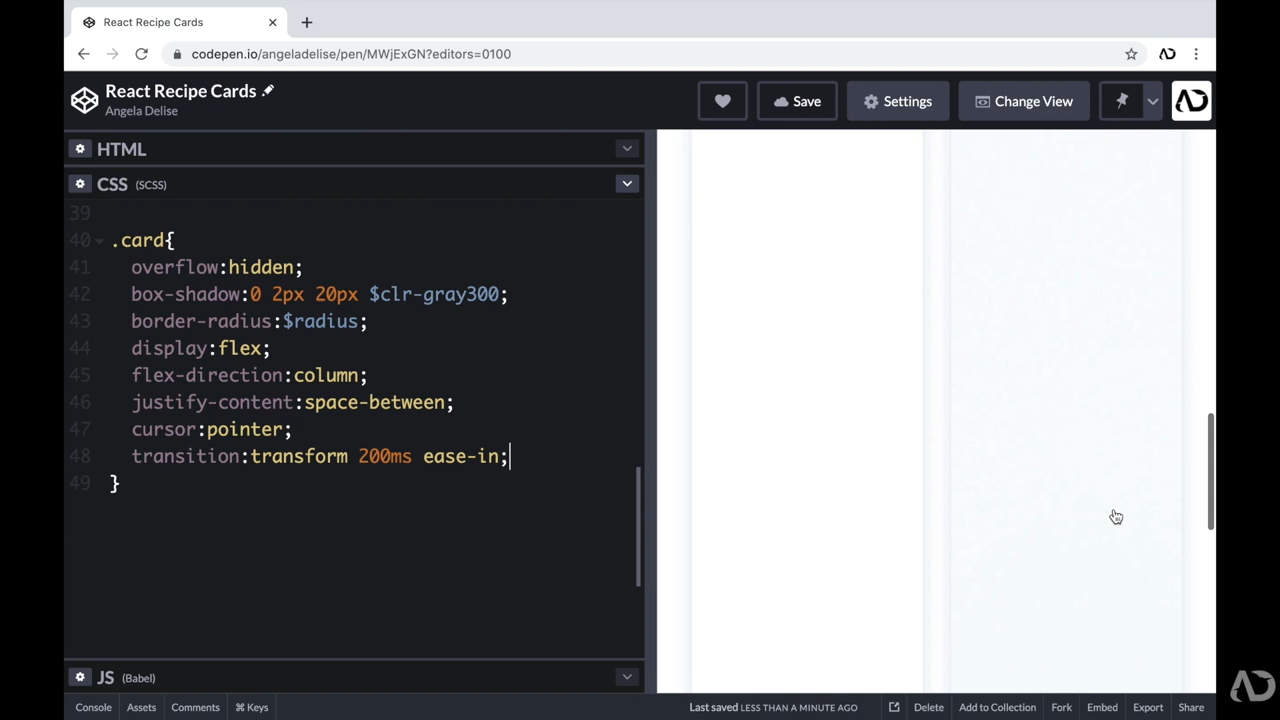 React Recipe Cards
codepen.io/angeladelise/pen/MWjExGN?editors=0100
React Recipe Cards
Angela Delise
Save
Settings
Change View
HTML
CSS (SCSS)
39
40 .card{
41 overflow:hidden;
42 box-shadow:0 2px 20px $clr-gray300;
43 border-radius:$radius;
44 display:flex;
45 flex-direction:column;
46 justify-content:space-between;
47 cursor:pointer;
48 transition:transform 200ms ease-in;
49 }
JS (Babel)
Console Assets Comments ⌘ Keys Last saved LESS THAN A MINUTE AGO Delete Add to Collection Fork Embed Export Share